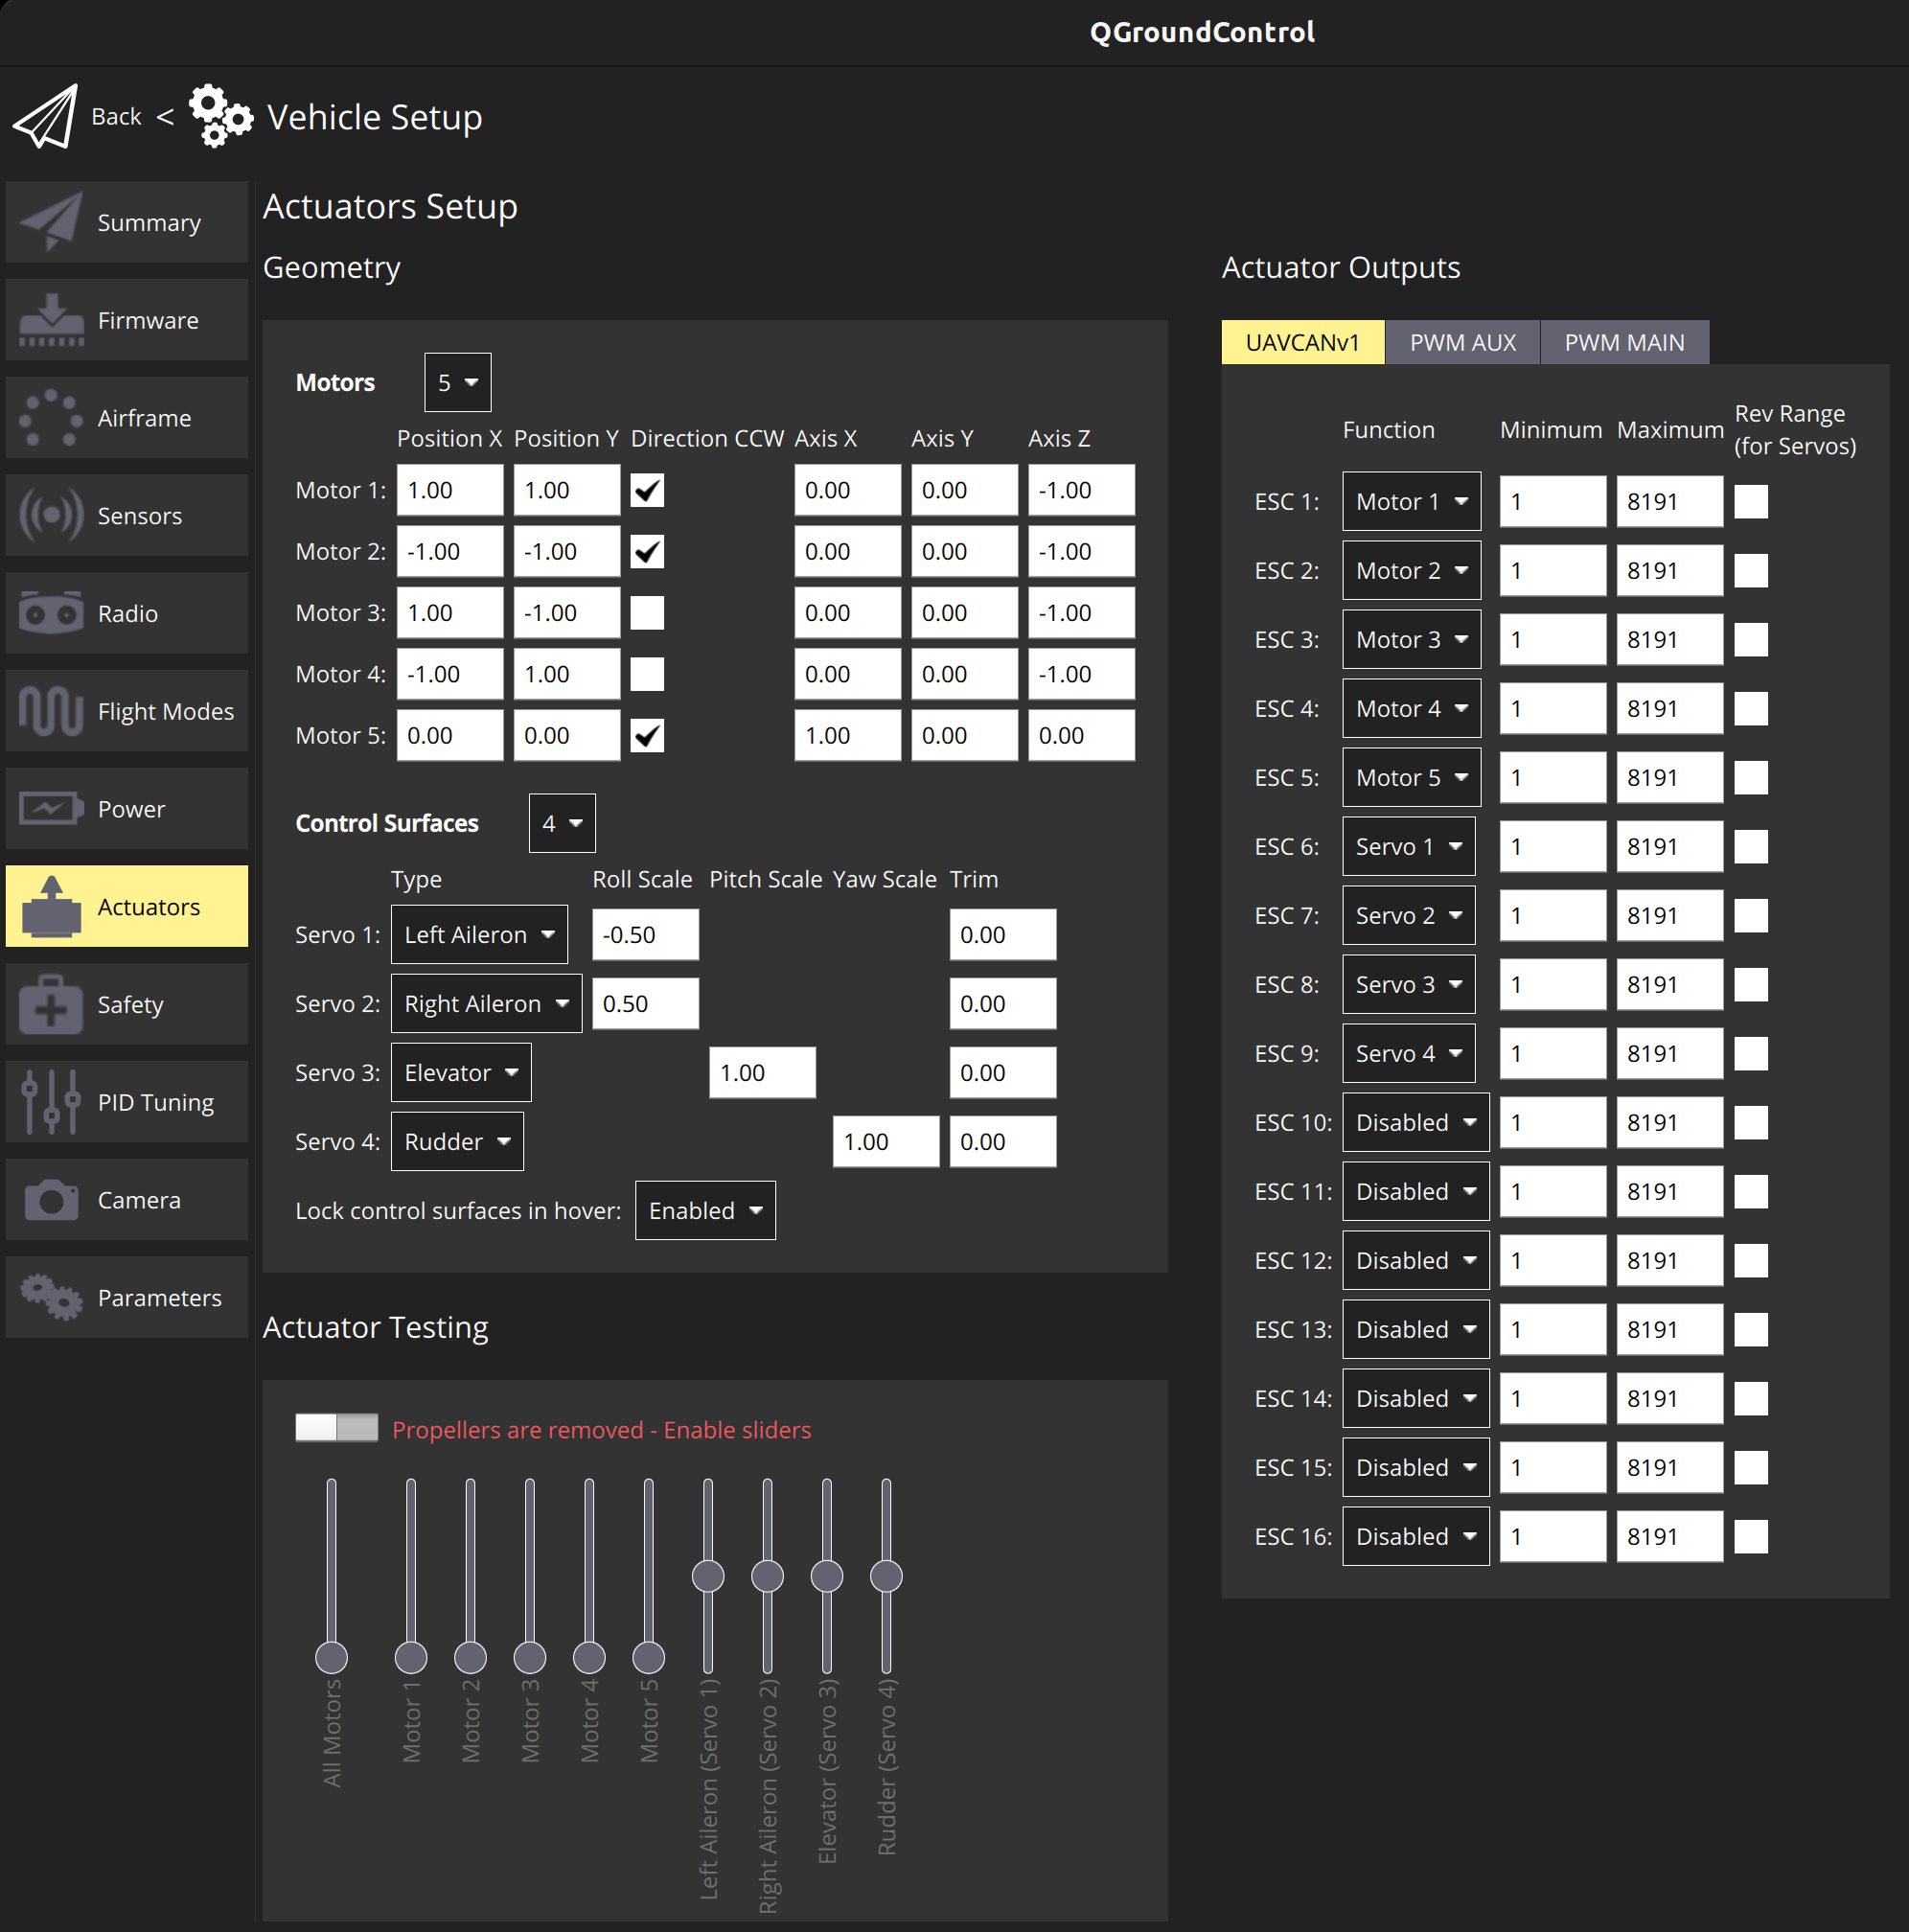 QGroundControl
Back < Vehicle Setup
Summary
Firmware
Airframe
Sensors
Radio
Flight Modes
Power
Actuators
Safety
PID Tuning
Camera
Parameters
Actuators Setup
Geometry
Motors 5
Position X Position Y Direction CCW Axis X Axis Y Axis Z
Motor 1: 1.00 1.00 0.00 0.00 -1.00
Motor 2: -1.00 -1.00 0.00 0.00 -1.00
Motor 3: 1.00 -1.00 0.00 0.00 -1.00
Motor 4: -1.00 1.00 0.00 0.00 -1.00
Motor 5: 0.00 0.00 1.00 0.00 0.00
Control Surfaces 4
Type Roll Scale Pitch Scale Yaw Scale Trim
Servo 1: Left Aileron -0.50 0.00
Servo 2: Right Aileron 0.50 0.00
Servo 3: Elevator 1.00 0.00
Servo 4: Rudder 1.00 0.00
Lock control surfaces in hover: Enabled
Actuator Testing
Propellers are removed - Enable sliders
All Motors
Motor 1
Motor 2
Motor 3
Motor 4
Motor 5
Left Aileron (Servo 1)
Right Aileron (Servo 2)
Elevator (Servo 3)
Rudder (Servo 4)
Actuator Outputs
UAVCANv1 PWM AUX PWM MAIN
Function Minimum Maximum Rev Range
(for Servos)
ESC 1: Motor 1 1 8191
ESC 2: Motor 2 1 8191
ESC 3: Motor 3 1 8191
ESC 4: Motor 4 1 8191
ESC 5: Motor 5 1 8191
ESC 6: Servo 1 1 8191
ESC 7: Servo 2 1 8191
ESC 8: Servo 3 1 8191
ESC 9: Servo 4 1 8191
ESC 10: Disabled 1 8191
ESC 11: Disabled 1 8191
ESC 12: Disabled 1 8191
ESC 13: Disabled 1 8191
ESC 14: Disabled 1 8191
ESC 15: Disabled 1 8191
ESC 16: Disabled 1 8191